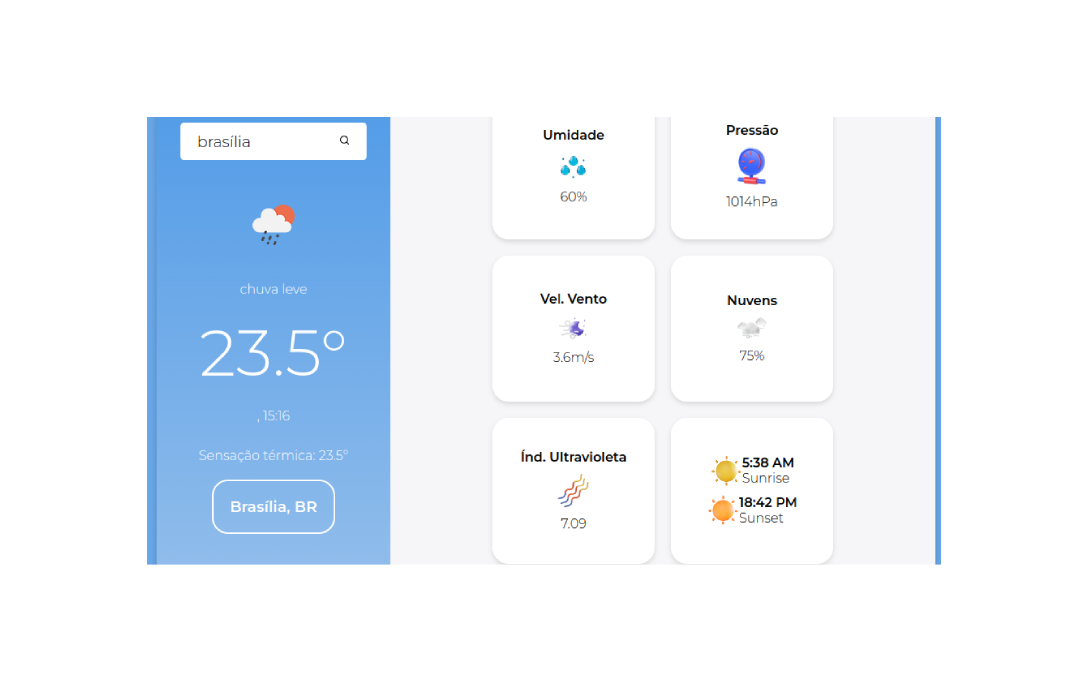 brasília
chuva leve
23.5°
, 15:16
Sensação térmica: 23.5°
Brasília, BR
Umidade
60%
Pressão
1014hPa
Vel. Vento
3.6m/s
Nuvens
75%
Índ. Ultravioleta
7.09
5:38 AM
Sunrise
18:42 PM
Sunset